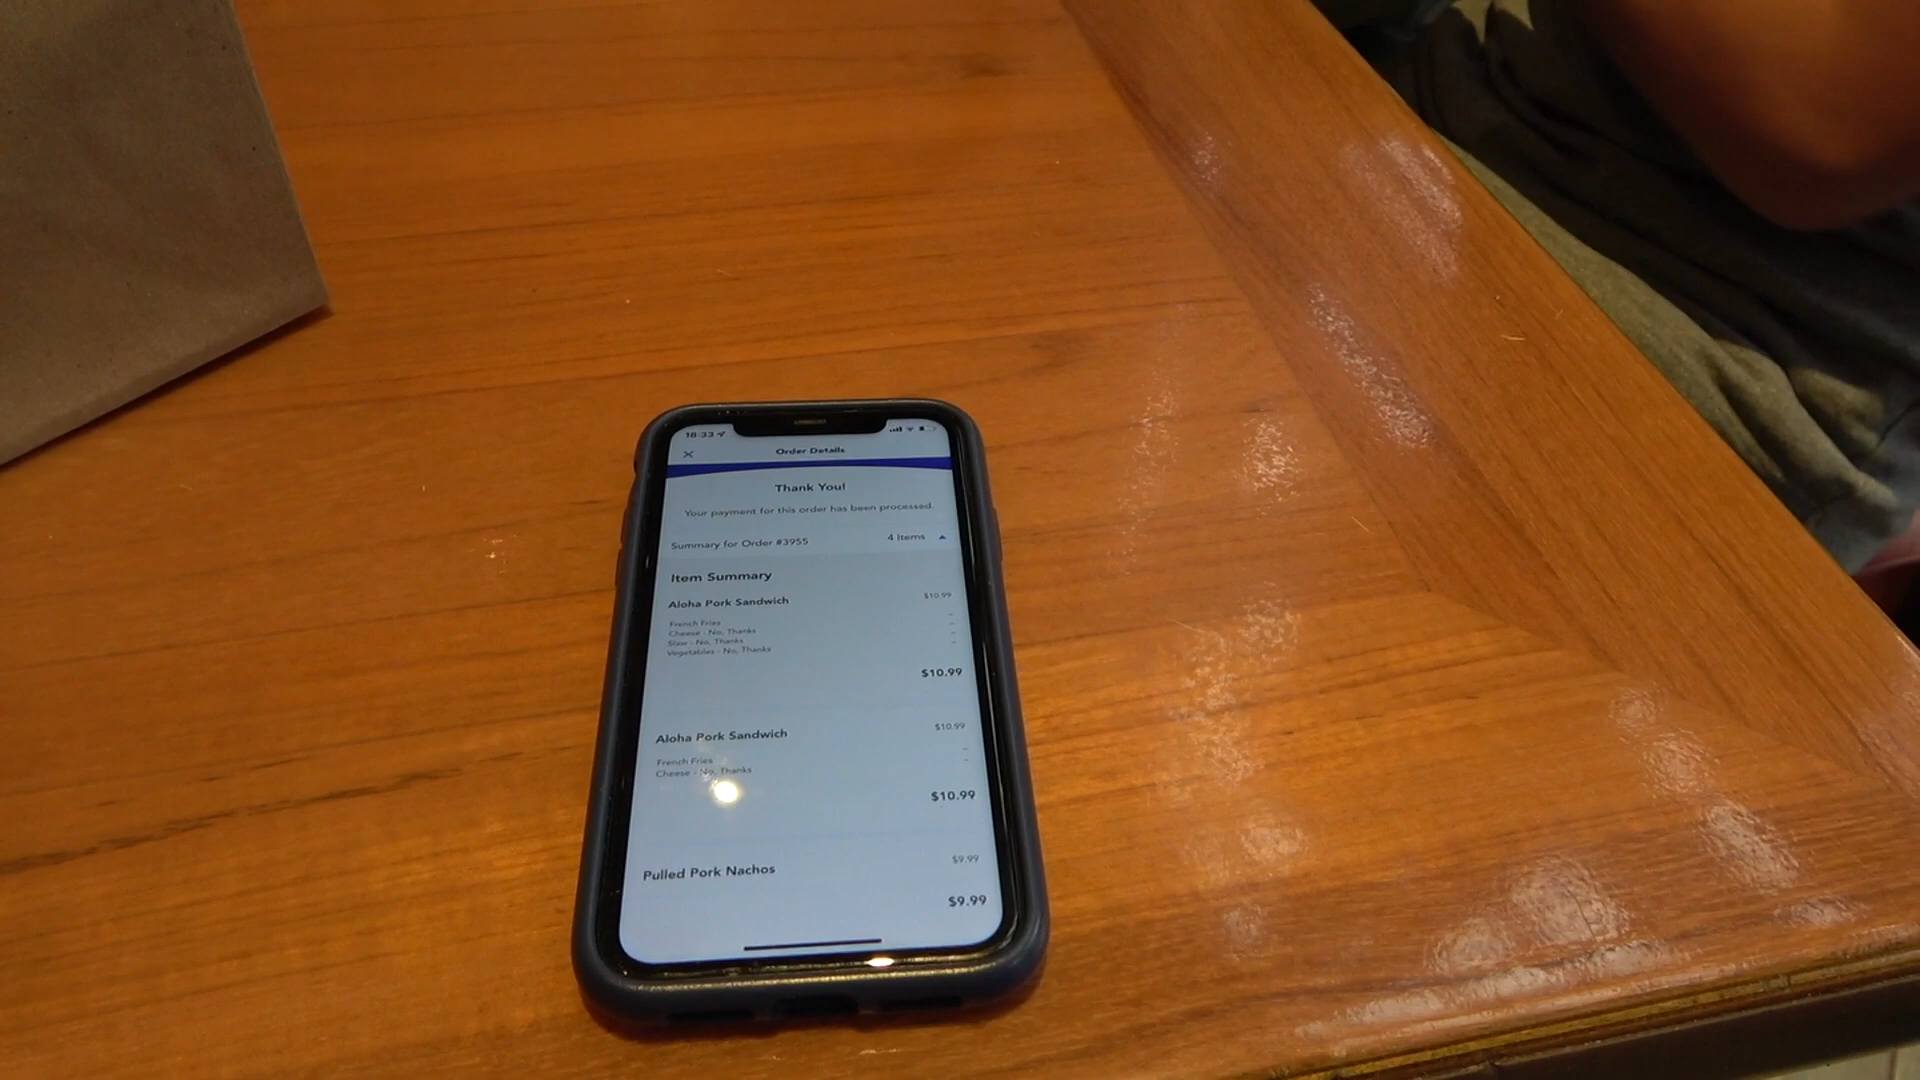 18:33
Order Details
Thank You!
Your payment for this order has been processed.
Summary for Order #3955 4 Items
Item Summary
Aloha Pork Sandwich $10.99
French Fries -
Cheese - No, Thanks -
Slaw - No, Thanks -
Vegetables - No, Thanks -
$10.99
Aloha Pork Sandwich $10.99
French Fries -
Cheese - No, Thanks -
$10.99
Pulled Pork Nachos $9.99
$9.99